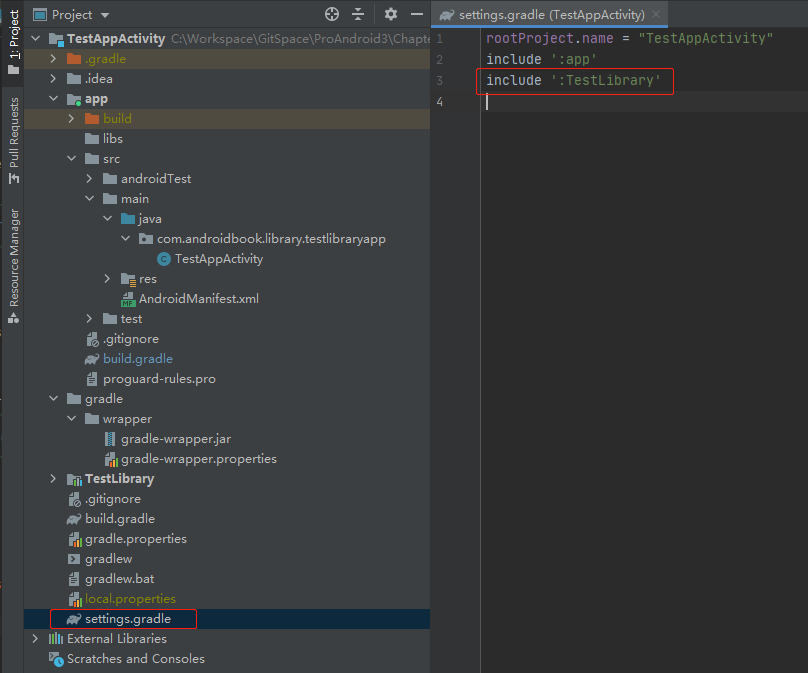 Project
settings.gradle (TestAppActivity)
1: Project
Pull Requests
Resource Manager
TestAppActivity C:\Workspace\GitSpace\ProAndroid3\Chapte
.gradle
.idea
app
build
libs
src
androidTest
main
java
com.androidbook.library.testlibraryapp
TestAppActivity
res
AndroidManifest.xml
test
.gitignore
build.gradle
proguard-rules.pro
gradle
wrapper
gradle-wrapper.jar
gradle-wrapper.properties
TestLibrary
.gitignore
build.gradle
gradle.properties
gradlew
gradlew.bat
local.properties
settings.gradle
External Libraries
Scratches and Consoles
1 rootProject.name = "TestAppActivity"
2 include ':app'
3 include ':TestLibrary'
4